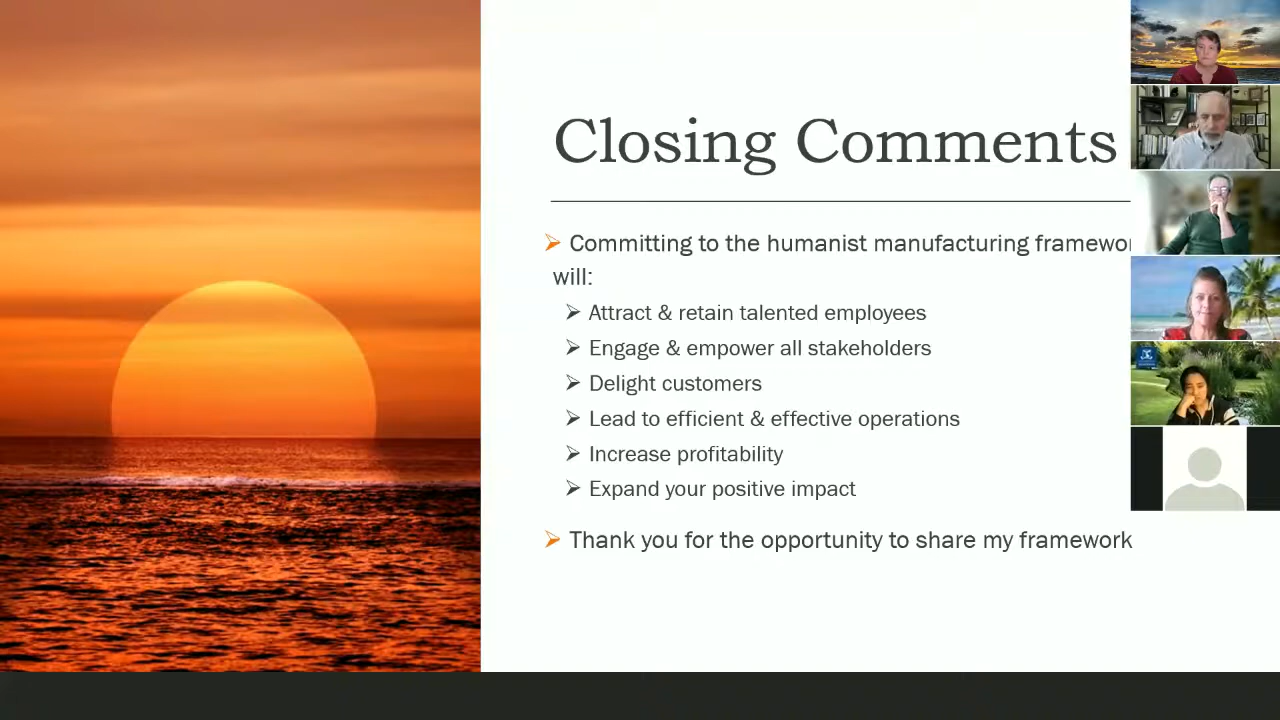 Closing Comments
Committing to the humanist manufacturing
will:
Attract & retain talented employees
Engage & empower all stakeholders
Delight customers
Lead to efficient & effective operations
Increase profitability
Expand your positive impact
Thank you for the opportunity to share my framework